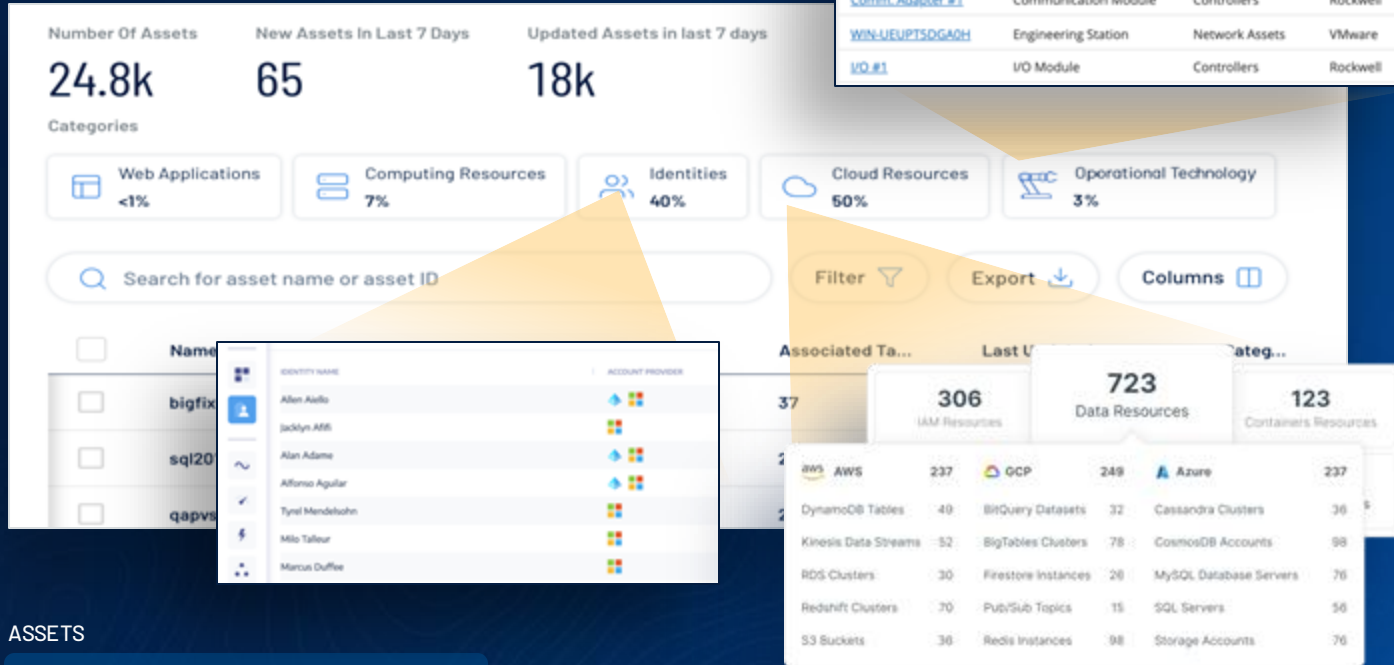 Comm. Adapter #1 Communication Module Controllers Rockwell
WIN-UEUPTSDGA0H Engineering Station Network Assets VMware
I/O #1 I/O Module Controllers Rockwell
Number Of Assets New Assets In Last 7 Days Updated Assets in last 7 days
24.8k 65 18k
Categories
Web Applications Computing Resources Identities Cloud Resources Oporational Technology
<1% 7% 40% 50% 3%
Search for asset name or asset ID Filter Export Columns
Name Associated Ta... Last
bigfix 37
sql20
qapvs
IDENTITY NAME ACCOUNT PROVIDER
Allen Aiello
Jacklyn Afifi
Alan Adame
Alfonso Aguilar
Tyrel Mendelsohn
Milo Talleur
Marcus Duffee
306 723 123
IAM Resources Data Resources Containers Resources
aws AWS 237 GCP 249 Azure 237
DynamoDB Tables 49 BitQuery Datasets 32 Cassandra Clusters 36
Kinesis Data Streams 52 BigTables Clusters 78 CosmosDB Accounts 98
RDS Clusters 30 Firestore Instances 26 MySQL Database Servers 76
Redshift Clusters 70 Pub/Sub Topics 15 SQL Servers 56
S3 Buckets 36 Redis Instances 98 Storage Accounts 76
ASSETS